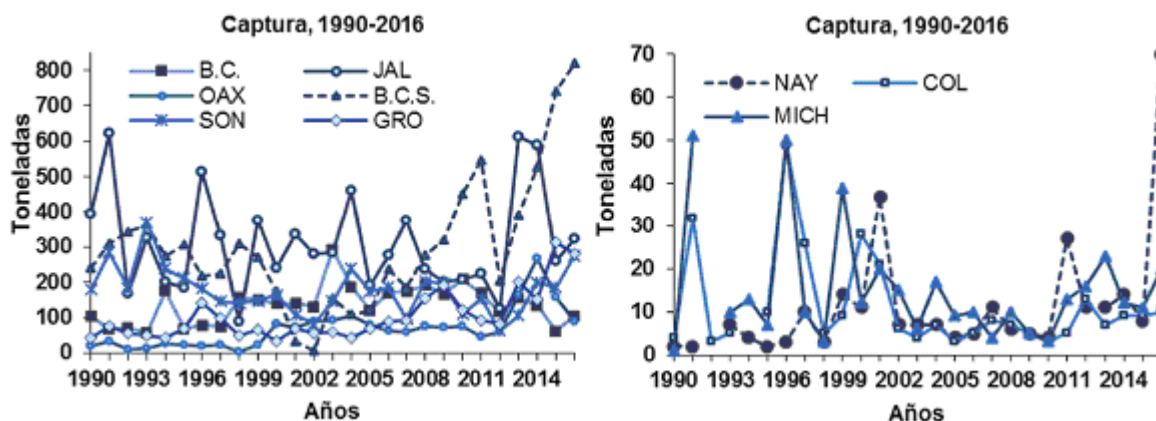 Captura, 1990-2016
Toneladas
800
700
600
500
400
300
200
100
0
B.C.
JAL
OAX
B.C.S.
SON
GRO
1990 1993 1996 1999 2002 2005 2008 2011 2014
Años
Captura, 1990-2016
Toneladas
70
60
50
40
30
20
10
0
NAY
COL
MICH
1990 1993 1996 1999 2002 2005 2008 2011 2014
Años